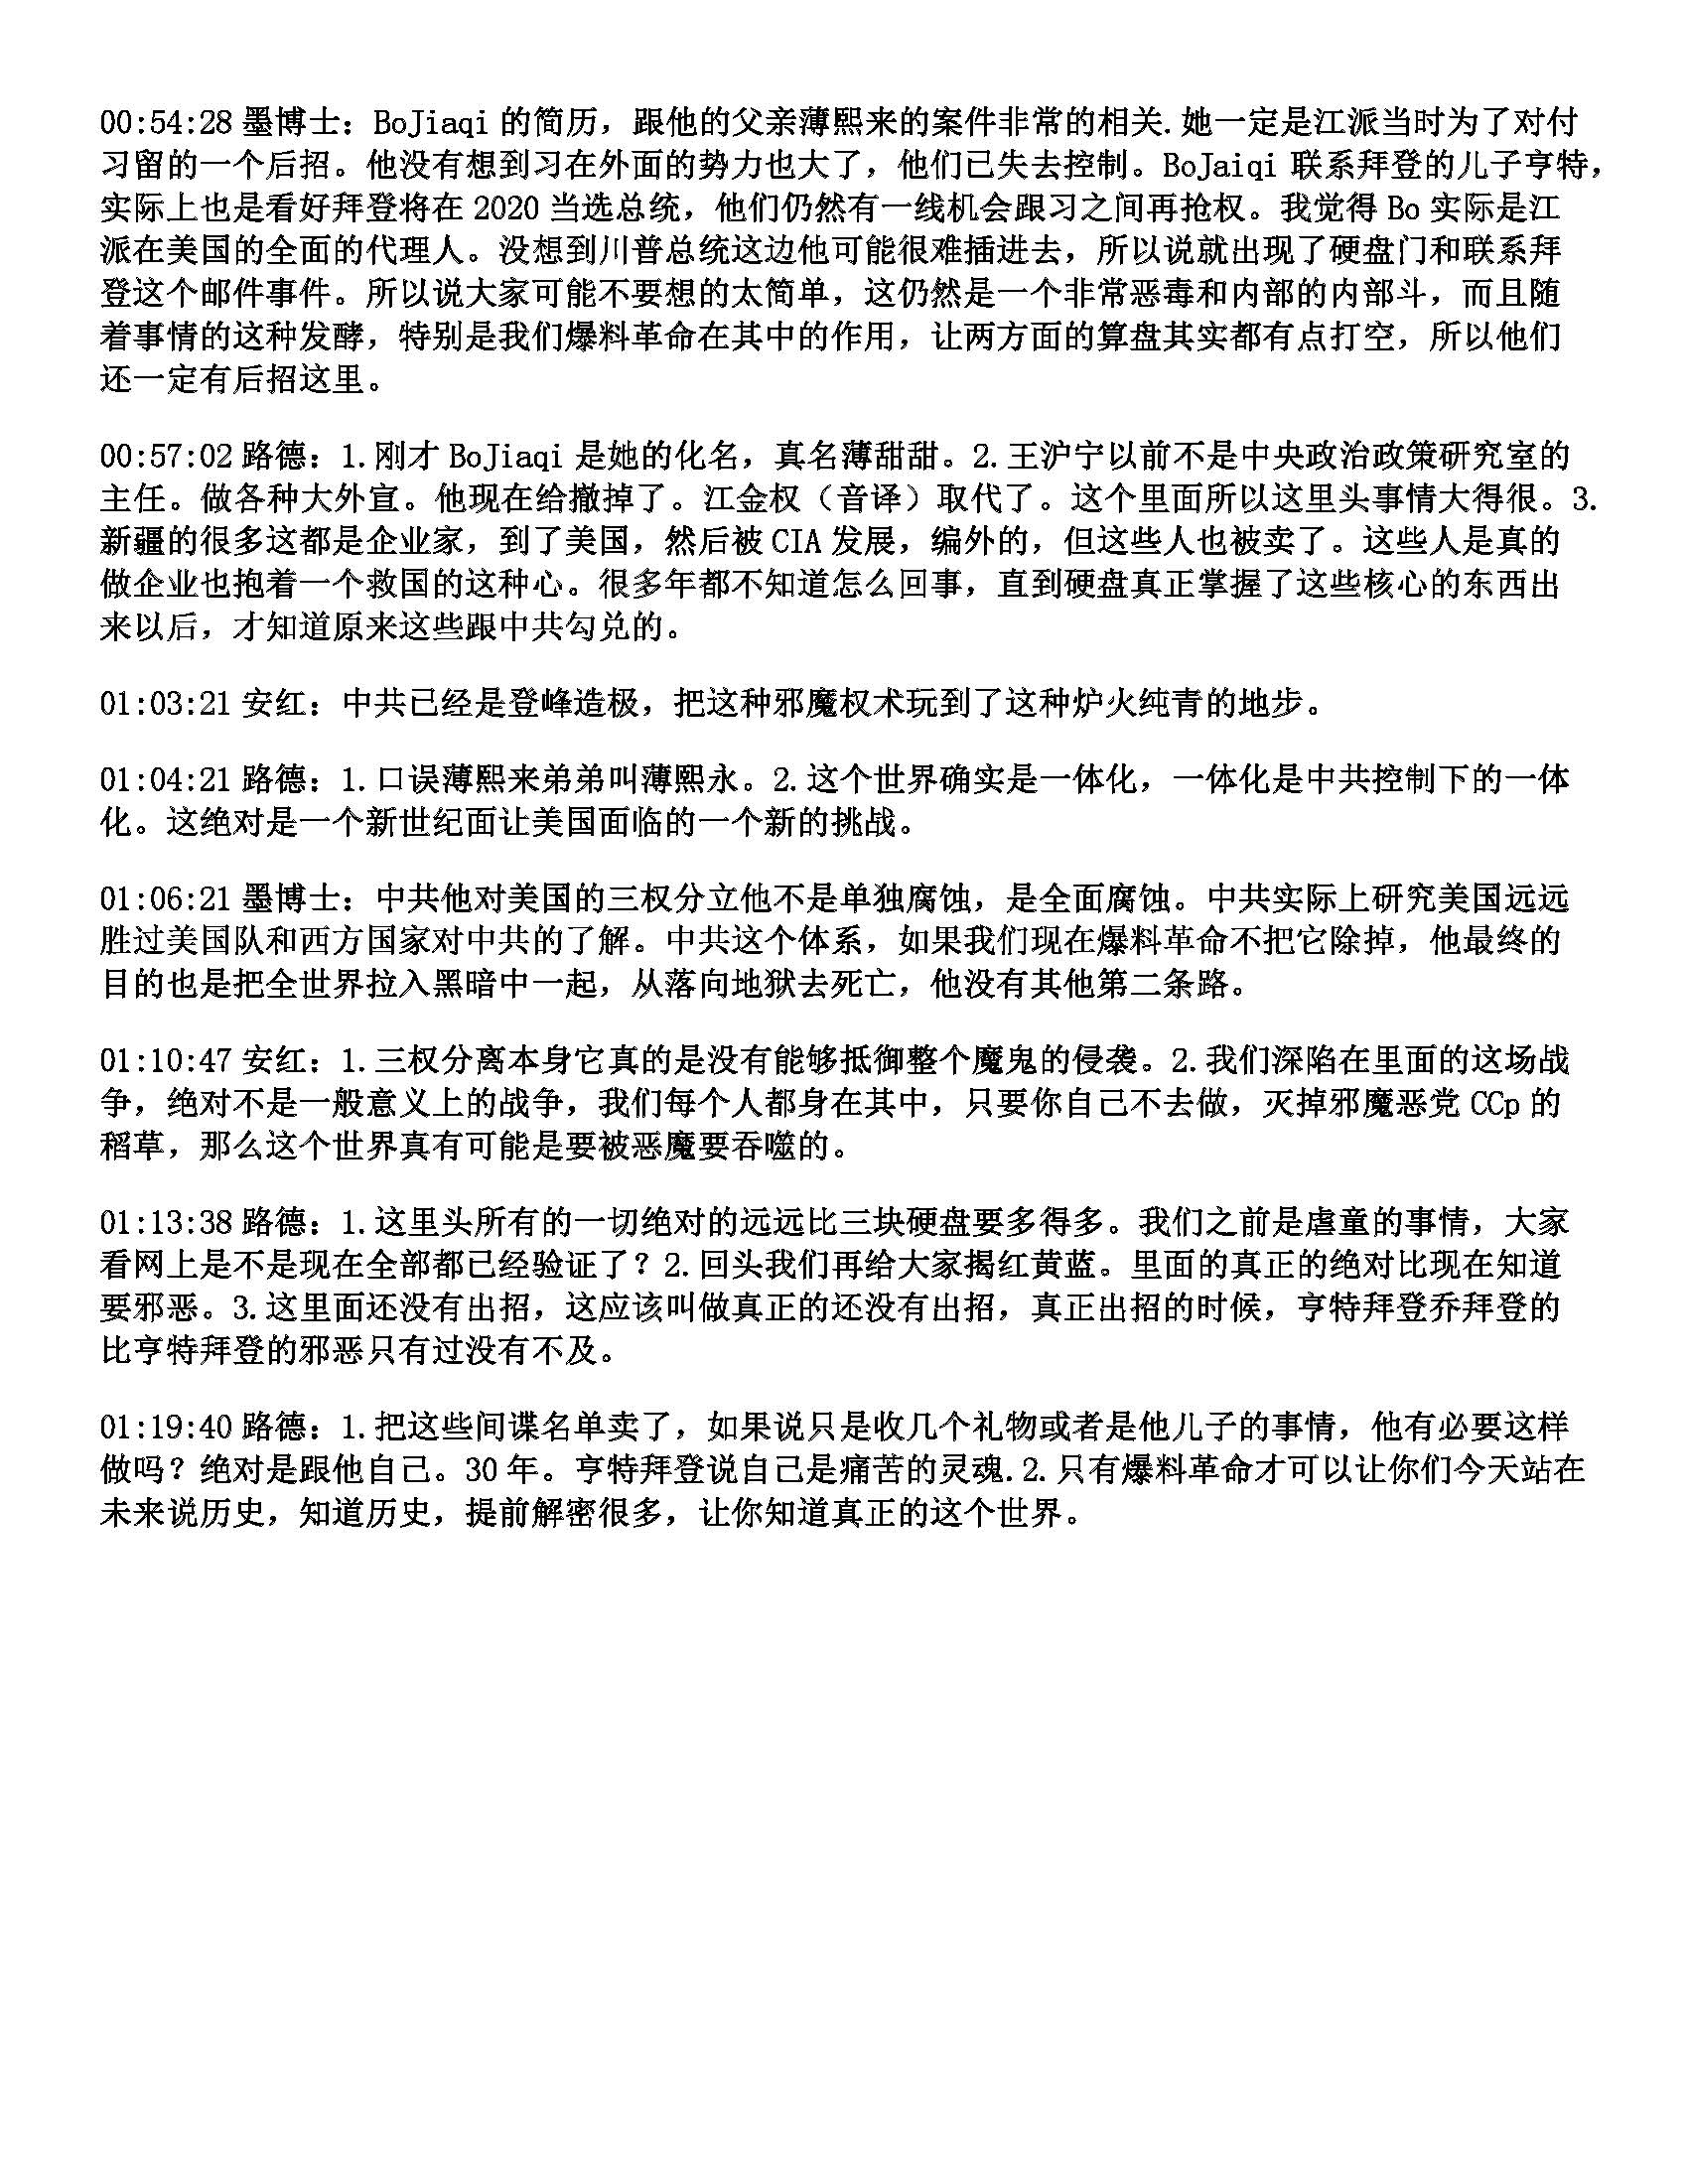 00:54:28 墨博士：BoJiaqi 的简历，跟他的父亲薄熙来的案件非常的相关.她一定是江派当时为了对付
习留的一个后招。他没有想到习在外面的势力也大了，他们已失去控制。BoJaiqi 联系拜登的儿子亨特，
实际上也是看好拜登将在 2020 当选总统，他们仍然有一线机会跟习之间再抢权。我觉得 Bo 实际是江
派在美国的全面的代理人。没想到川普总统这边他可能很难插进去，所以说就出现了硬盘门和联系拜
登这个邮件事件。所以说大家可能不要想的太简单，这仍然是一个非常恶毒和内部的内部斗，而且随
着事情的这种发酵，特别是我们爆料革命在其中的作用，让两方面的算盘其实都有点打空，所以他们
还一定有后招这里。
00:57:02 路德：1.刚才 BoJiaqi 是她的化名，真名薄甜甜。2.王沪宁以前不是中央政治政策研究室的
主任。做各种大外宣。他现在给撤掉了。江金权（音译）取代了。这个里面所以这里头事情大得很。3.
新疆的很多这都是企业家，到了美国，然后被 CIA 发展，编外的，但这些人也被卖了。这些人是真的
做企业也抱着一个救国的这种心。很多年都不知道怎么回事，直到硬盘真正掌握了这些核心的东西出
来以后，才知道原来这些跟中共勾兑的。
01:03:21 安红：中共已经是登峰造极，把这种邪魔权术玩到了这种炉火纯青的地步。
01:04:21 路德：1.口误薄熙来弟弟叫薄熙永。2.这个世界确实是一体化，一体化是中共控制下的一体
化。这绝对是一个新世纪面让美国面临的一个新的挑战。
01:06:21 墨博士：中共他对美国的三权分立他不是单独腐蚀，是全面腐蚀。中共实际上研究美国远远
胜过美国队和西方国家对中共的了解。中共这个体系，如果我们现在爆料革命不把它除掉，他最终的
目的也是把全世界拉入黑暗中一起，从落向地狱去死亡，他没有其他第二条路。
01:10:47 安红：1.三权分离本身它真的是没有能够抵御整个魔鬼的侵袭。2.我们深陷在里面的这场战
争，绝对不是一般意义上的战争，我们每个人都身在其中，只要你自己不去做，灭掉邪魔恶党 CCp 的
稻草，那么这个世界真有可能是要被恶魔要吞噬的。
01:13:38 路德：1.这里头所有的一切绝对的远远比三块硬盘要多得多。我们之前是虐童的事情，大家
看网上是不是现在全部都已经验证了？2.回头我们再给大家揭红黄蓝。里面的真正的绝对比现在知道
要邪恶。3.这里面还没有出招，这应该叫做真正的还没有出招，真正出招的时候，亨特拜登乔拜登的
比亨特拜登的邪恶只有过没有不及。
01:19:40 路德：1.把这些间谍名单卖了，如果说只是收几个礼物或者是他儿子的事情，他有必要这样
做吗？绝对是跟他自己。30 年。亨特拜登说自己是痛苦的灵魂.2.只有爆料革命才可以让你们今天站在
未来说历史，知道历史，提前解密很多，让你知道真正的这个世界。